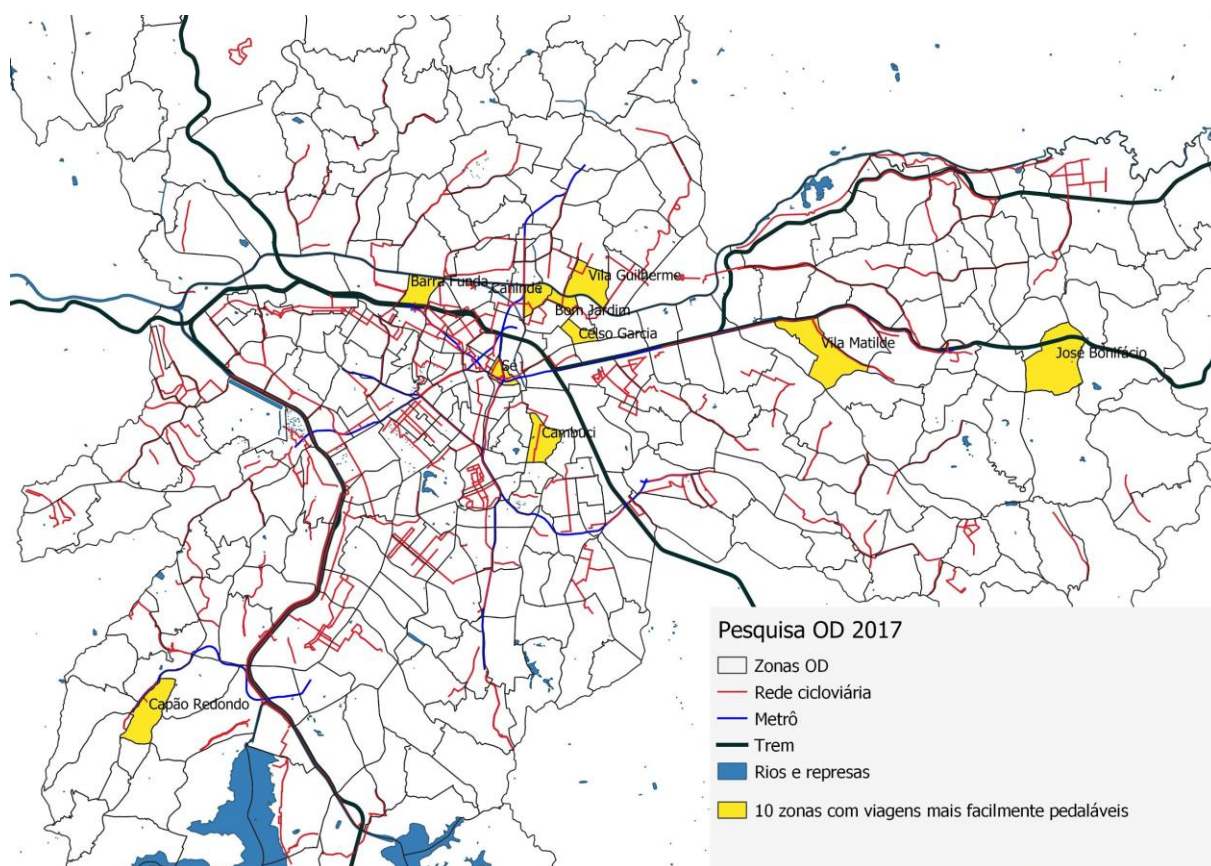 Vila Guilherme
Barra Funda
Canindé
Bom Jardim
Celso Garcia
Vila Matilde
José Bonifácio
Sé
Cambuci
Capão Redondo
Pesquisa OD 2017
Zonas OD
Rede cicloviária
Metrô
Trem
Rios e represas
10 zonas com viagens mais facilmente pedaláveis